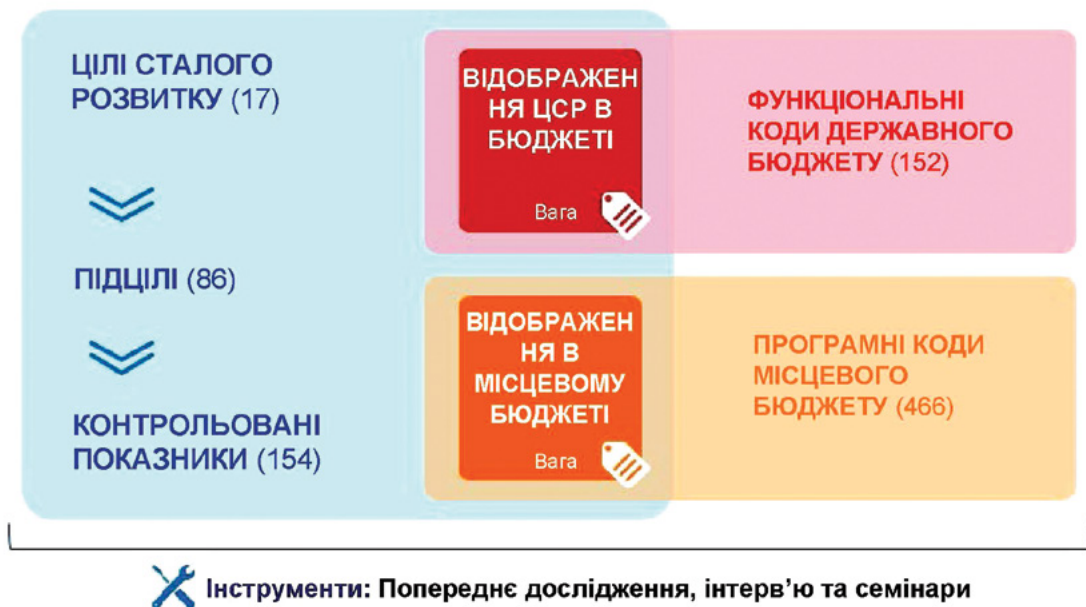 ЦІЛІ СТАЛОГО
РОЗВИТКУ (17)
ПІДЦІЛІ (86)
КОНТРОЛЬОВАНІ
ПОКАЗНИКИ (154)
ВІДОБРАЖЕН
НЯ ЦСР В
БЮДЖЕТІ
Вага
ФУНКЦІОНАЛЬНІ
КОДИ ДЕРЖАВНОГО
БЮДЖЕТУ (152)
ВІДОБРАЖЕН
НЯ В
МІСЦЕВОМУ
БЮДЖЕТІ
Вага
ПРОГРАМНІ КОДИ
МІСЦЕВОГО
БЮДЖЕТУ (466)
Інструменти: Попереднє дослідження, інтерв’ю та семінари